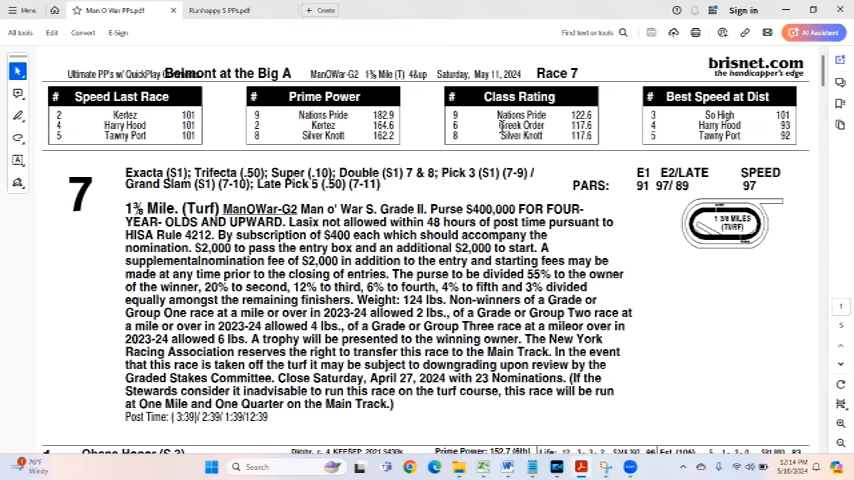 Menu
Man O War PPs.pdf
Runhappy S PPs.pdf
Create
Sign in
All tools
Edit
Convert
E-Sign
Find text or tools
AI Assistant
Ultimate PP's w/ QuickPlay Belmont at the Big A ManOWar-G2 1⅜ Mile (T) 4&up Saturday, May 11, 2024 Race 7
brisnet.com
the handicapper's edge
# Speed Last Race
2 Kertez 101
4 Harry Hood 101
5 Tawny Port 101
# Prime Power
9 Nations Pride 182.9
2 Kertez 164.6
8 Silver Knott 162.2
# Class Rating
9 Nations Pride 122.6
6 Greek Order 117.6
8 Silver Knott 117.6
# Best Speed at Dist
3 So High 101
4 Harry Hood 93
5 Tawny Port 92
7
Exacta (S1); Trifecta (.50); Super (.10); Double (S1) 7 & 8; Pick 3 (S1) (7-9) /
Grand Slam (S1) (7-10); Late Pick 5 (.50) (7-11)
PARS:
E1 E2/LATE SPEED
91 97/ 89 97
1⅜ Mile. (Turf) ManOWar-G2 Man o' War S. Grade II. Purse $400,000 FOR FOUR-
YEAR- OLDS AND UPWARD. Lasix not allowed within 48 hours of post time pursuant to
HISA Rule 4212. By subscription of $400 each which should accompany the
nomination. $2,000 to pass the entry box and an additional $2,000 to start. A
supplementalnomination fee of $2,000 in addition to the entry and starting fees may be
made at any time prior to the closing of entries. The purse to be divided 55% to the owner
of the winner, 20% to second, 12% to third, 6% to fourth, 4% to fifth and 3% divided
equally amongst the remaining finishers. Weight: 124 lbs. Non-winners of a Grade or
Group One race at a mile or over in 2023-24 allowed 2 lbs., of a Grade or Group Two race at
a mile or over in 2023-24 allowed 4 lbs., of a Grade or Group Three race at a mileor over in
2023-24 allowed 6 lbs. A trophy will be presented to the winning owner. The New York
Racing Association reserves the right to transfer this race to the Main Track. In the event
that this race is taken off the turf it may be subject to downgrading upon review by the
Graded Stakes Committee. Close Saturday, April 27, 2024 with 23 Nominations. (If the
Stewards consider it inadvisable to run this race on the turf course, this race will be run
at One Mile and One Quarter on the Main Track.)
Post Time: ( 3:39)/ 2:39/ 1:39/12:39
1 3/8 MILES
(TURF)
1
5
Prime Power: 152.7 (6th)
76°F
Windy
Search
12:14 PM
5/10/2024